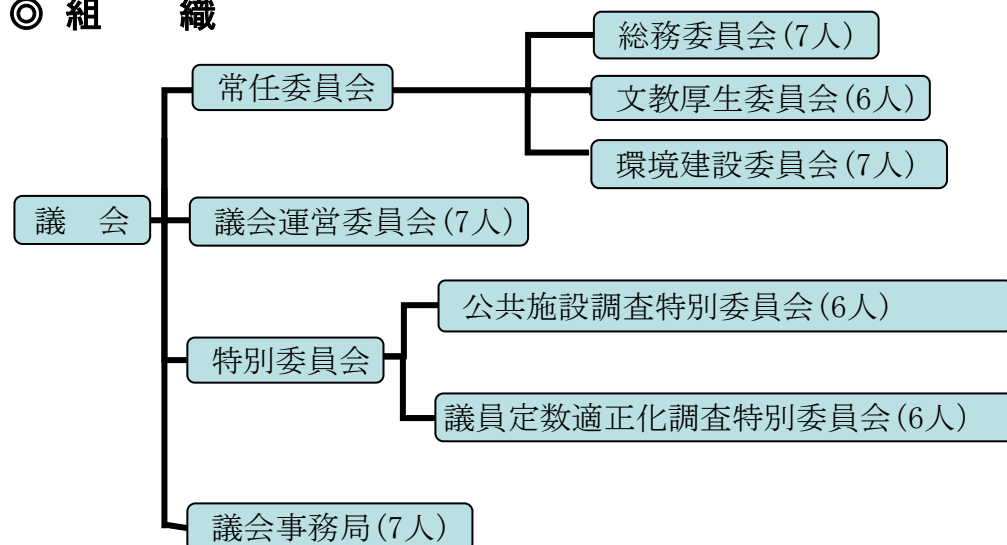 ◎ 組　　織
総務委員会(7人)
常任委員会
文教厚生委員会(6人)
環境建設委員会(7人)
議　会
議会運営委員会(7人)
公共施設調査特別委員会(6人)
特別委員会
議員定数適正化調査特別委員会(6人)
議会事務局(7人)